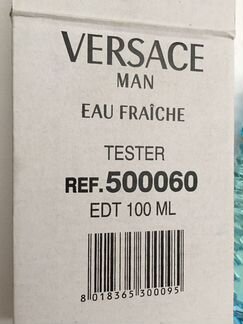 VERSACE
MAN
EAU FRAÎCHE
TESTER
REF.500060
EDT 100 ML
8 018365 300095